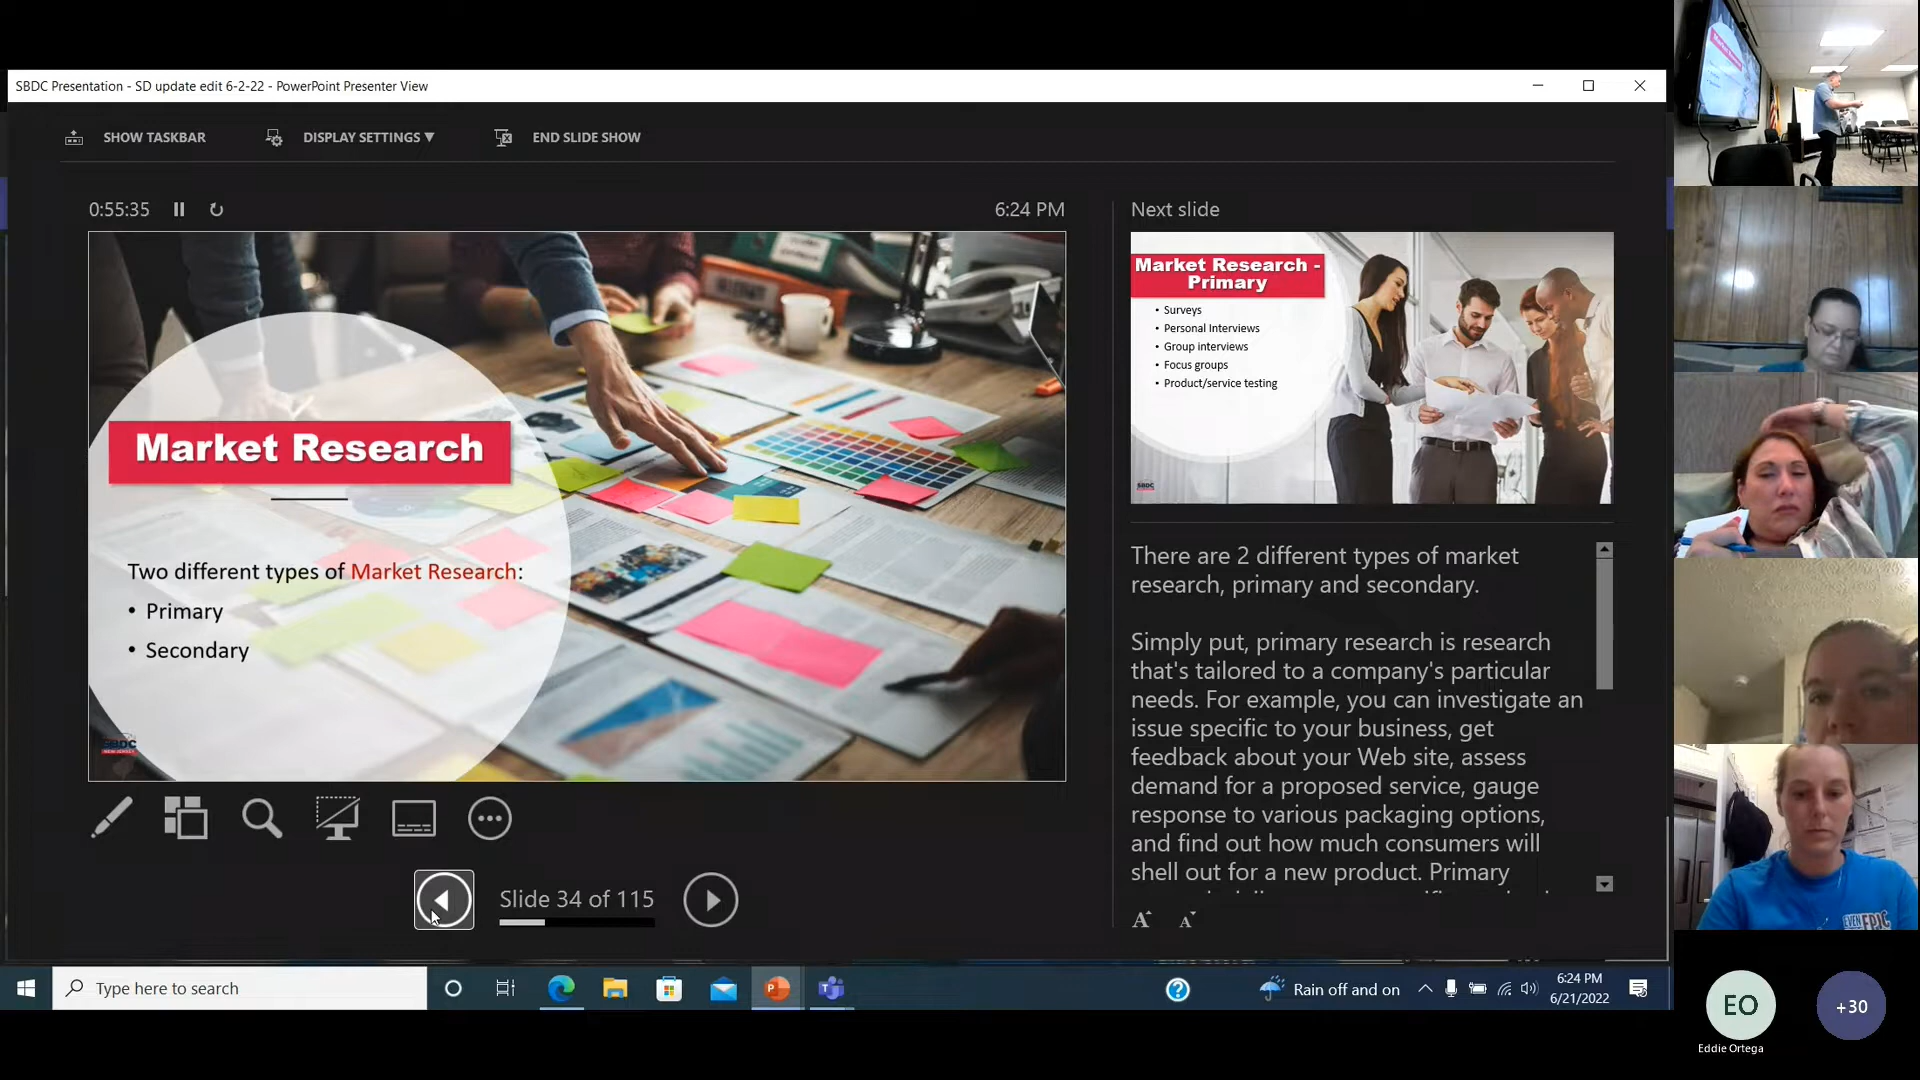 SBDC Presentation - SD update edit 6-2-22 - PowerPoint Presenter View
SHOW TASKBAR
DISPLAY SETTINGS ▼
END SLIDE SHOW
0:55:35
6:24 PM
Market Research
Two different types of Market Research:
• Primary
• Secondary
SBDC
Slide 34 of 115
Next slide
Market Research -
Primary
• Surveys
• Personal Interviews
• Group interviews
• Focus groups
• Product/service testing
SBDC
There are 2 different types of market
research, primary and secondary.
Simply put, primary research is research
that's tailored to a company's particular
needs. For example, you can investigate an
issue specific to your business, get
feedback about your Web site, assess
demand for a proposed service, gauge
response to various packaging options,
and find out how much consumers will
shell out for a new product. Primary
A A
Type here to search
Rain off and on
6:24 PM
6/21/2022
Market Research
EVEN EPIC
EO
Eddie Ortega
+30